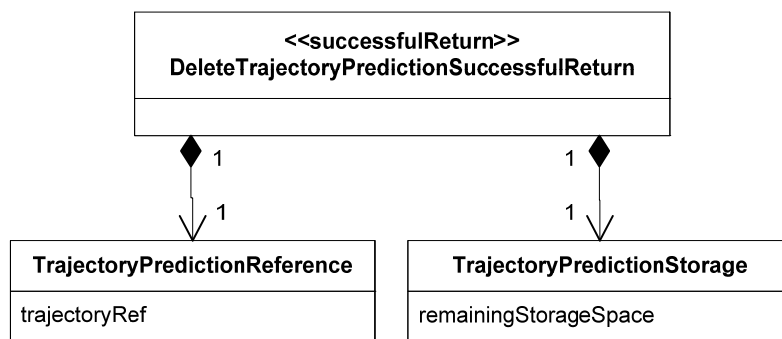 <<successfulReturn>>
DeleteTrajectoryPredictionSuccessfulReturn
1
1
1
1
TrajectoryPredictionReference
trajectoryRef
TrajectoryPredictionStorage
remainingStorageSpace